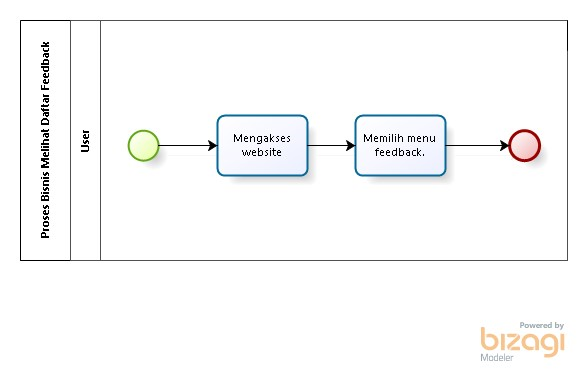 Proses Bisnis Melihat Daftar Feedback
User
Mengakses
website
Memilih menu
feedback.
Powered by
bizagi
Modeler